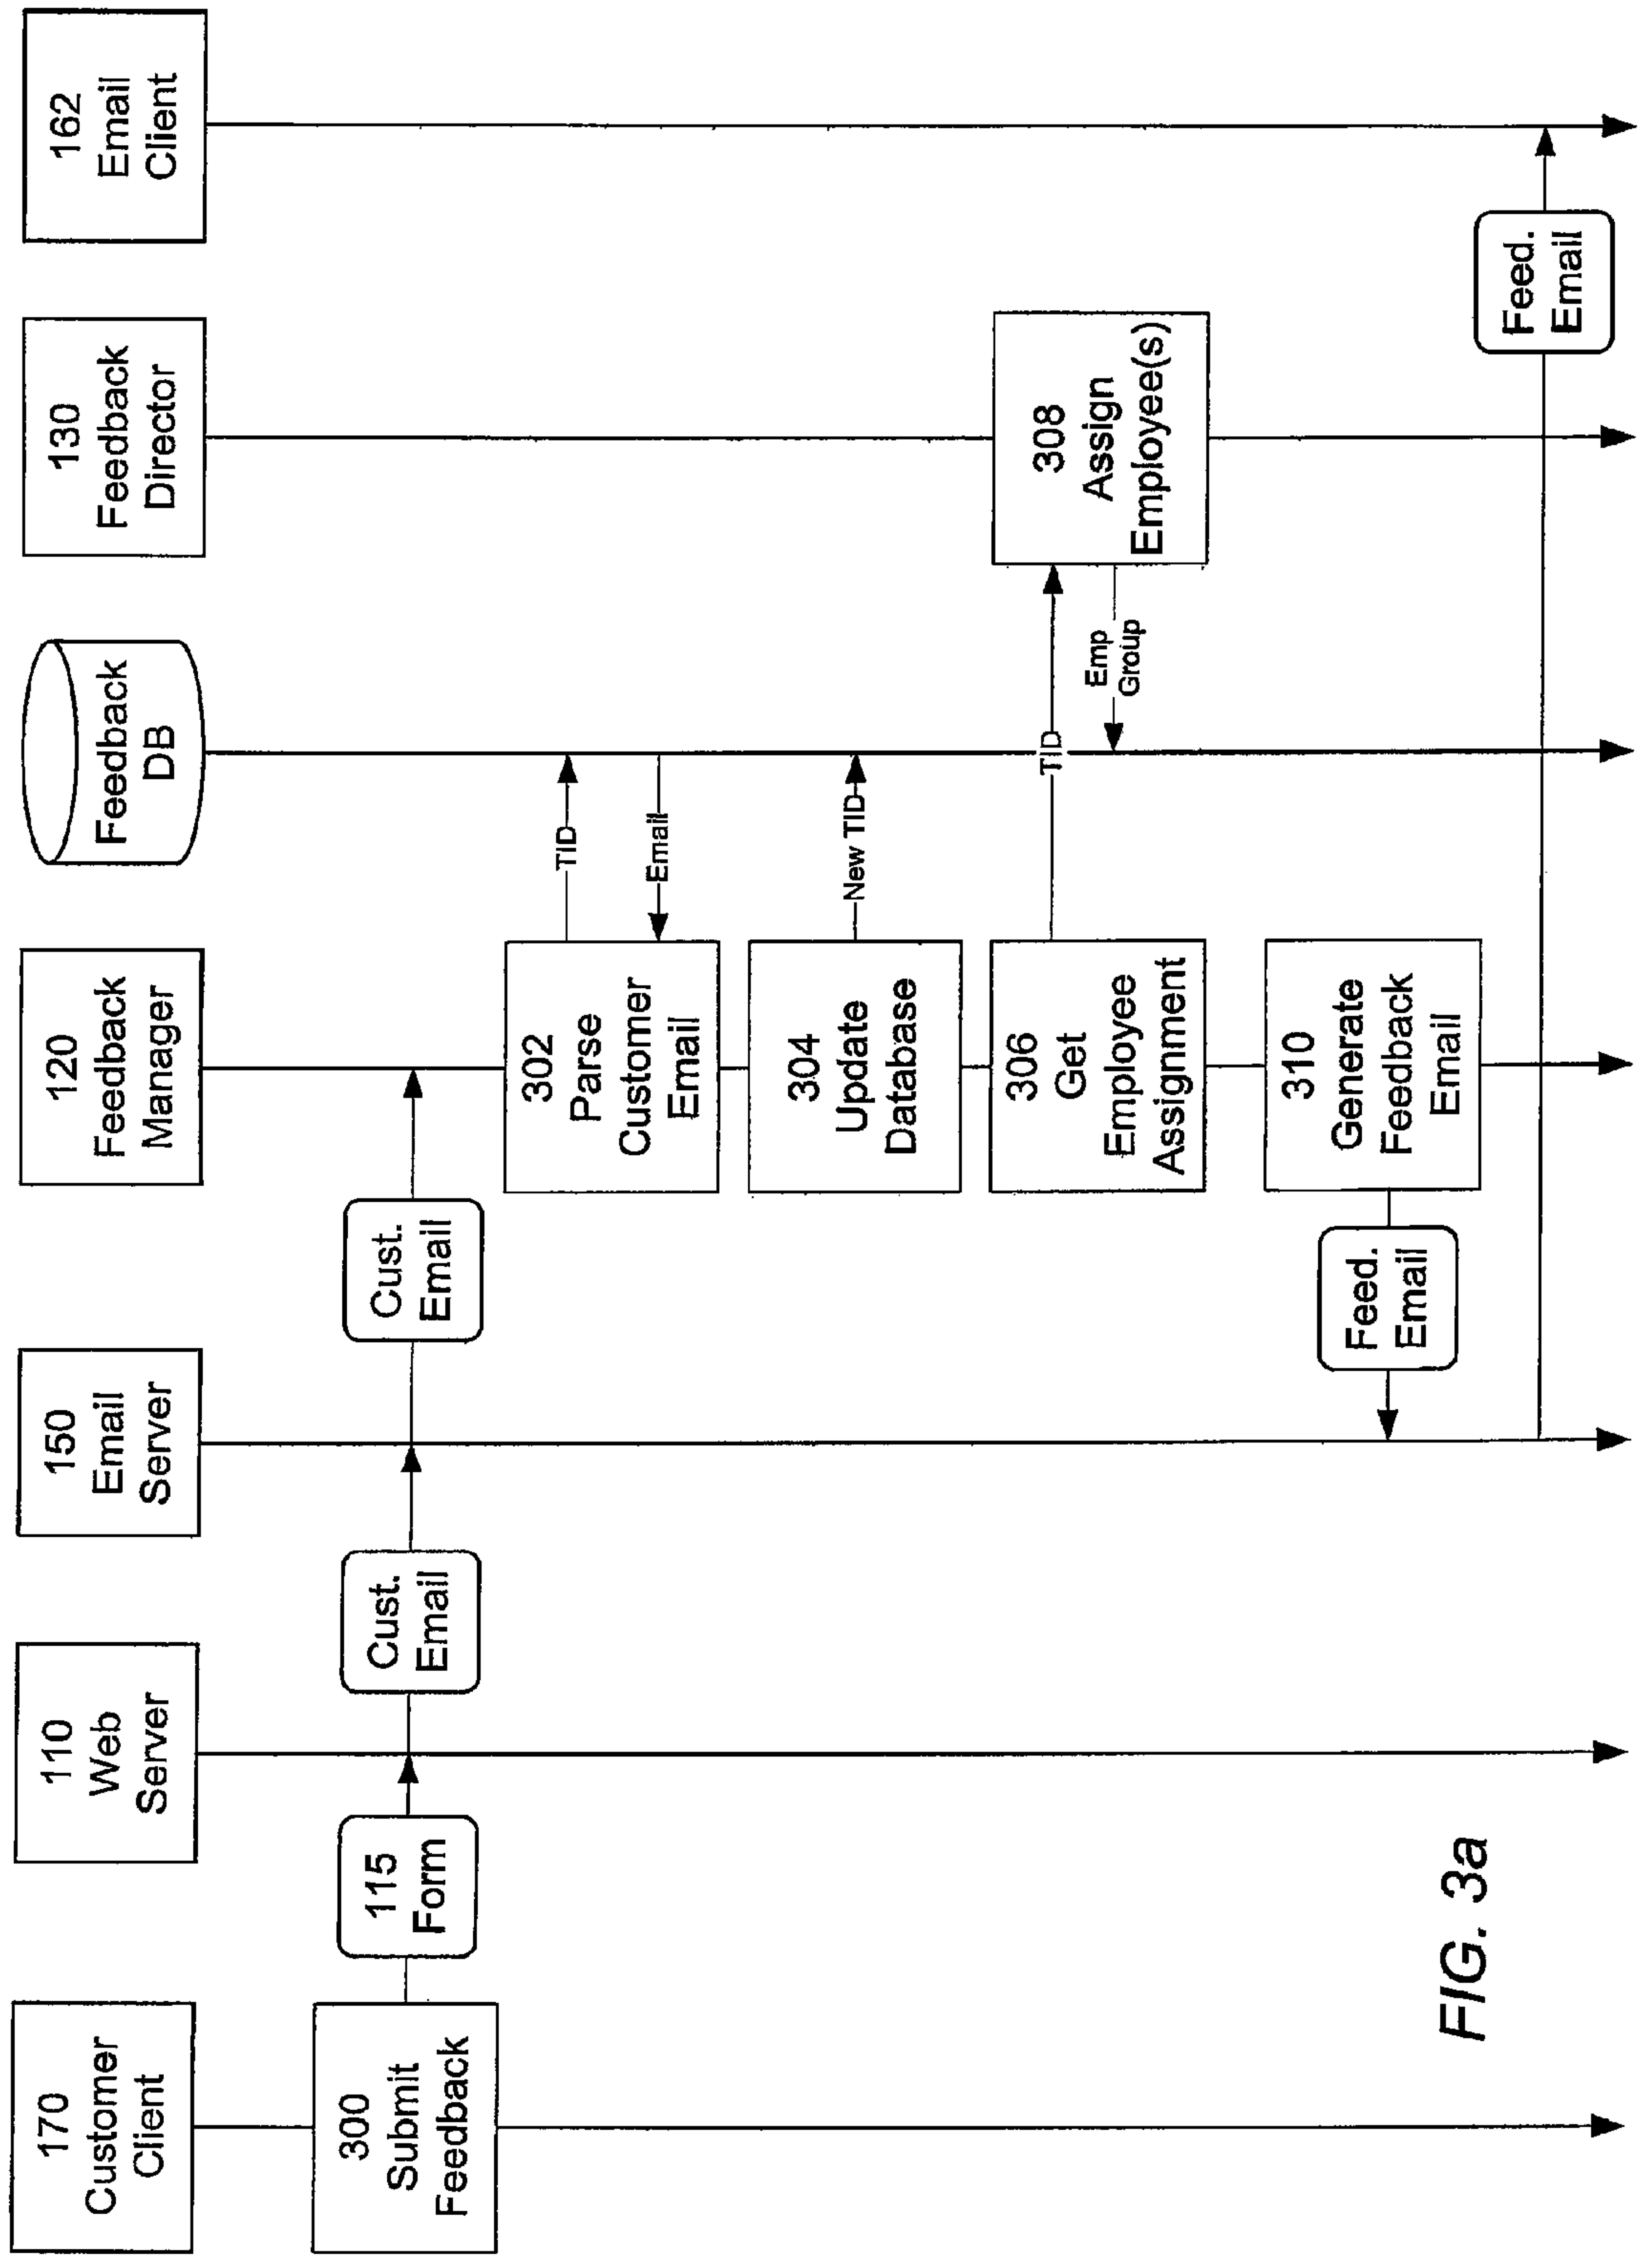 170
Customer
Client
110
Web
Server
150
Email
Server
120
Feedback
Manager
Feedback
DB
130
Feedback
Director
162
Email
Client
300
Submit
Feedback
115
Form
Cust.
Email
Cust.
Email
302
Parse
Customer
Email
TID
Email
304
Update
Database
New TID
306
Get
Employee
Assignment
TID
308
Assign
Employee(s)
Emp
Group
310
Generate
Feedback
Email
Feed.
Email
Feed.
Email
FIG. 3a